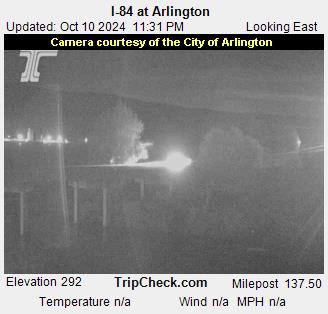 I-84 at Arlington
Updated: Oct 10 2024 11:31 PM Looking East
Camera courtesy of the City of Arlington
Elevation 292 TripCheck.com Milepost 137.50
Temperature n/a Wind n/a MPH n/a